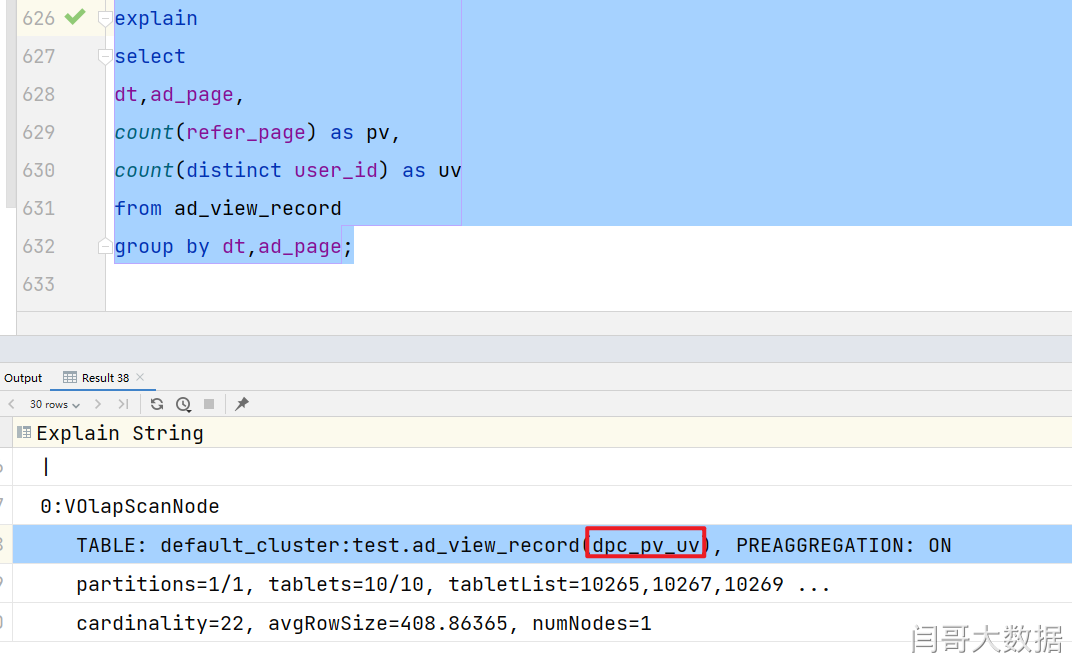 626 explain
627 select
628 dt,ad_page,
629 count(refer_page) as pv,
630 count(distinct user_id) as uv
631 from ad_view_record
632 group by dt,ad_page;
633
Output Result 38
30 rows
Explain String
|
0:VOlapScanNode
TABLE: default_cluster:test.ad_view_record(dpc_pv_uv), PREAGGREGATION: ON
partitions=1/1, tablets=10/10, tabletList=10265,10267,10269 ...
cardinality=22, avgRowSize=408.86365, numNodes=1
闫哥大数据